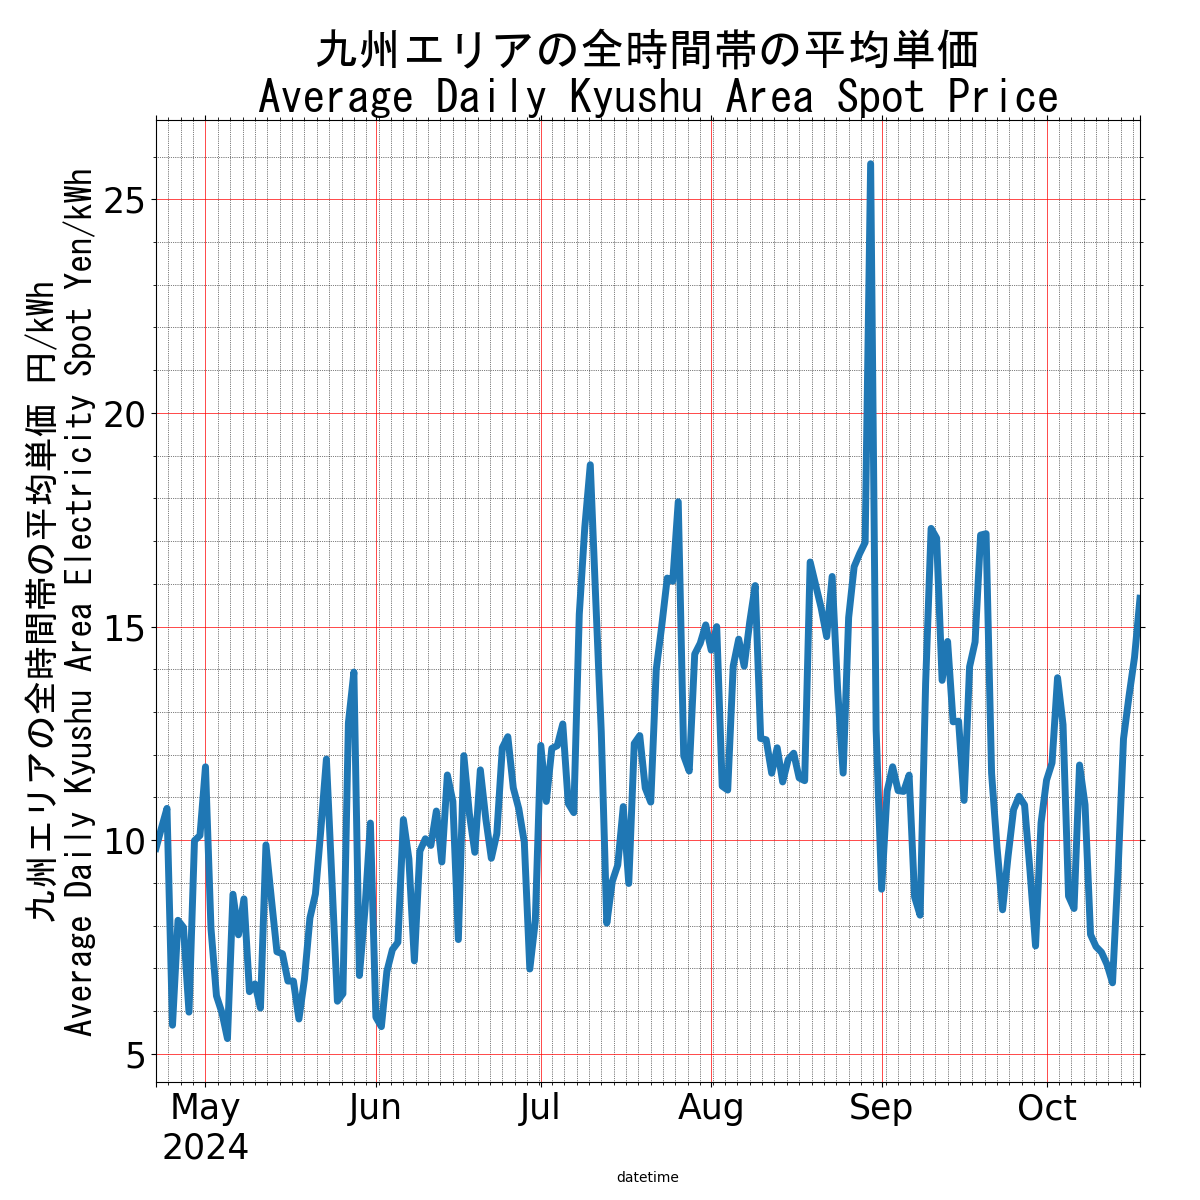 九州エリアの全時間帯の平均単価
Average Daily Kyushu Area Spot Price
九州エリアの全時間帯の平均単価 円/kWh
Average Daily Kyushu Area Electricity Spot Yen/kWh
25
20
15
10
5
May
2024
Jun
Jul
Aug
Sep
Oct
datetime